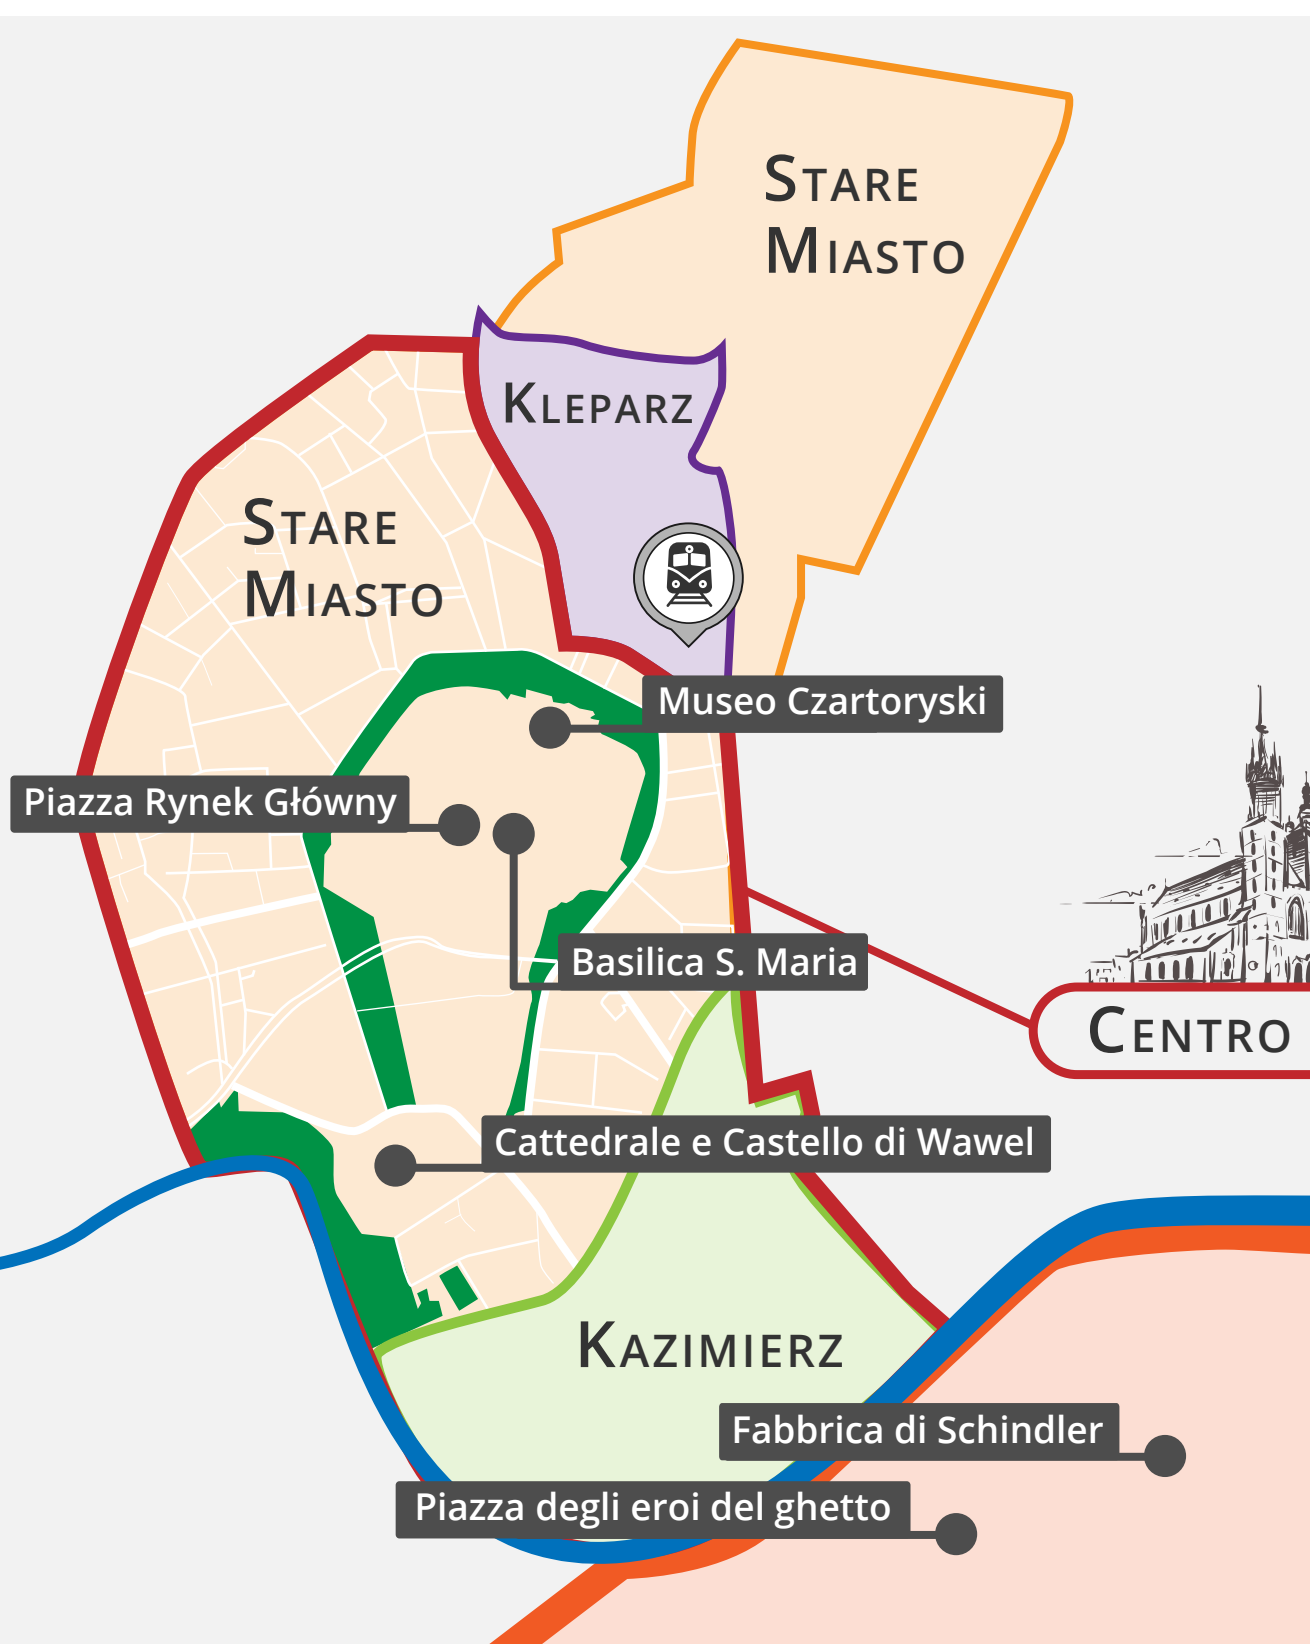 STARE
MIASTO
KLEPARZ
STARE
MIASTO
Museo Czartoryski
Piazza Rynek Główny
Basilica S. Maria
CENTRO
Cattedrale e Castello di Wawel
KAZIMIERZ
Fabbrica di Schindler
Piazza degli eroi del ghetto